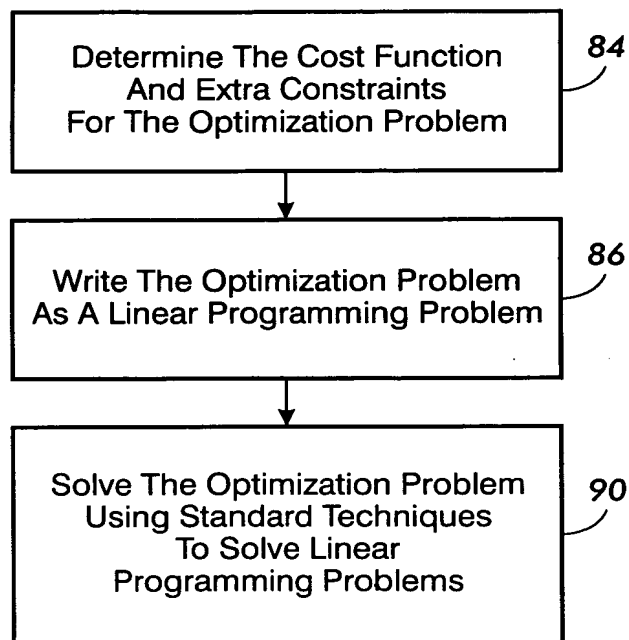 Determine The Cost Function
And Extra Constraints
For The Optimization Problem
84
Write The Optimization Problem
As A Linear Programming Problem
86
Solve The Optimization Problem
Using Standard Techniques
To Solve Linear
Programming Problems
90